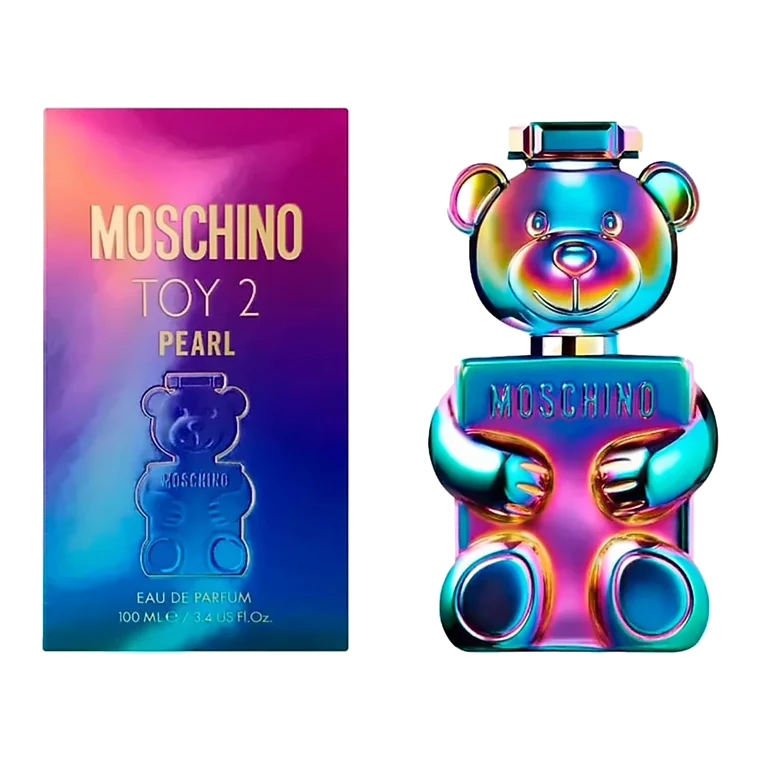 MOSCHINO
TOY 2
PEARL
MOSCHINO
EAU DE PARFUM
100 ML ℮ / 3.4 US Fl.Oz.
MOSCHINO